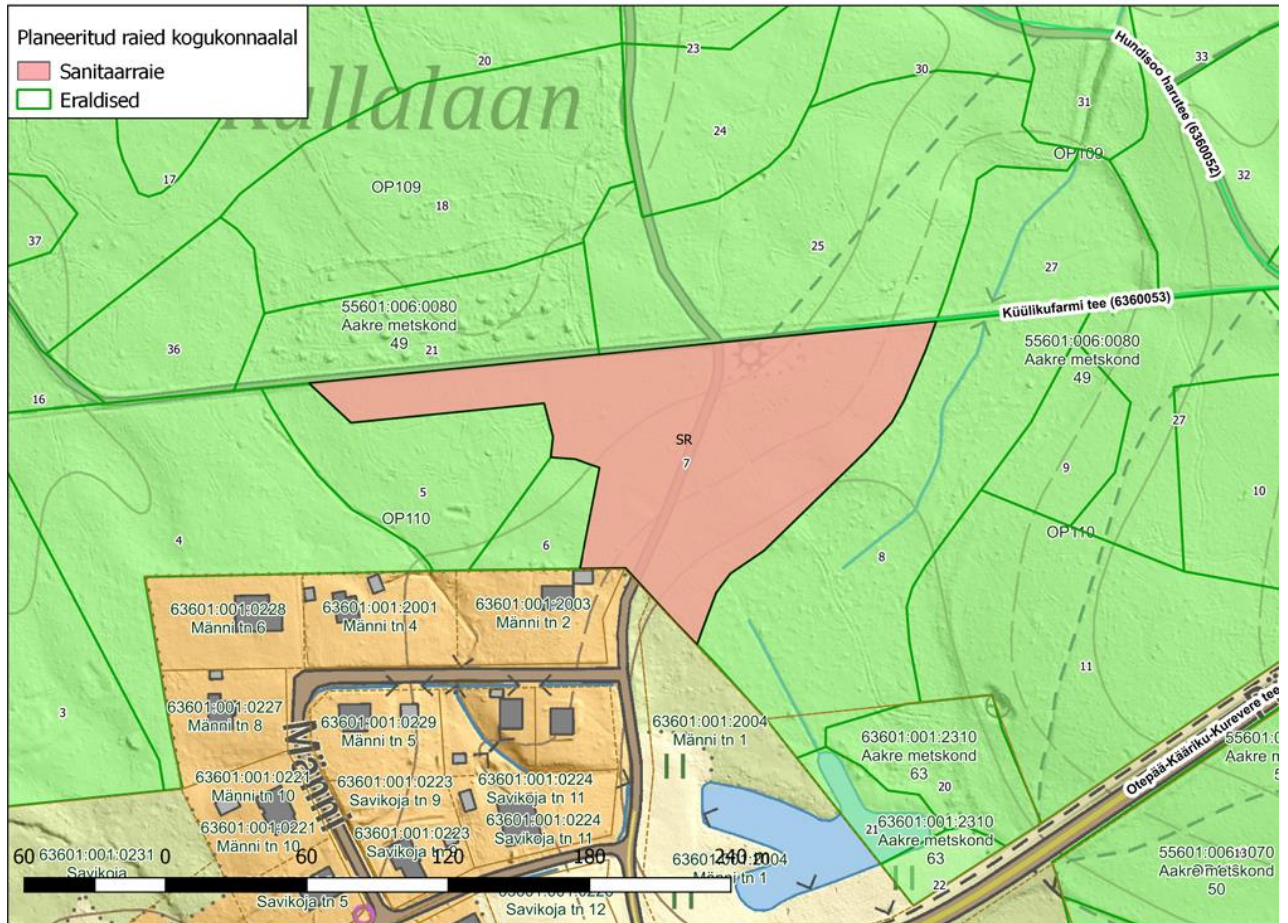 Planeeritud raied kogukonnaalal
Sanitaarraie
Eraldised
Kullalaan
20
23
30
33
31
Hundisoo harutee (6360052)
24
OP109
32
17
OP109
18
37
25
27
55601:006:0080
Aakre metskond
49
21
36
Küülikufarmi tee (6360053)
55601:006:0080
Aakre metskond
49
16
27
SR
7
9
10
5
OP110
4
6
8
OP110
63601:001:0228
Männi tn 6
63601:001:2001
Männi tn 4
63601:001:2003
Männi tn 2
11
3
63601:001:0227
Männi tn 8
63601:001:0229
Männi tn 5
63601:001:2004
Männi tn 1
63601:001:2310
Aakre metskond
63
20
Otepää-Kääriku-Kurevere tee
63601:001:0221
Männi tn 10
63601:001:0223
Savikoja tn 9
63601:001:0224
Savikoja tn 11
63601:001:0221
Männi tn 10
63601:001:0223
Savikoja tn 9
63601:001:0224
Savikoja tn 11
21
63601:001:2310
Aakre metskond
63
22
63601:001:0231
Savikoja
Männi tn 1
Savikoja tn 5
Savikoja tn 12
Aakre metskond
50
60 0 60 120 180 240 m